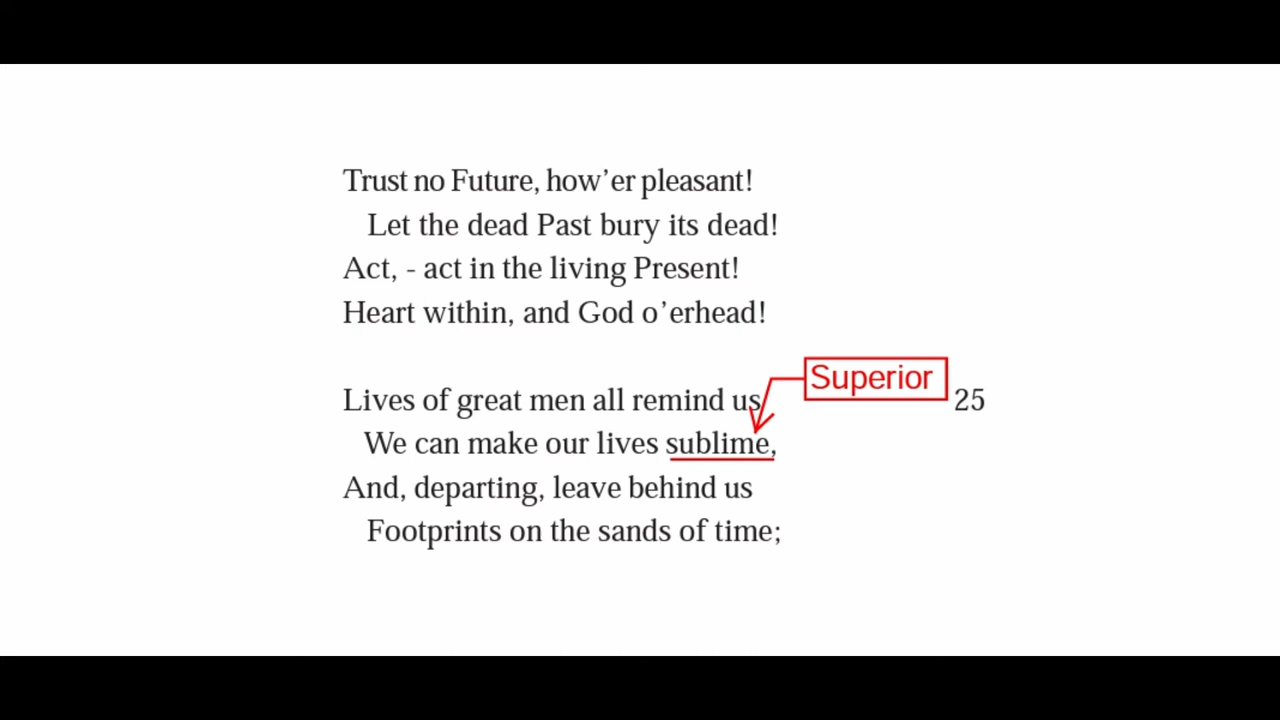 Trust no Future, how’er pleasant!
Let the dead Past bury its dead!
Act, - act in the living Present!
Heart within, and God o’erhead!
Superior
Lives of great men all remind us 25
We can make our lives sublime,
And, departing, leave behind us
Footprints on the sands of time;